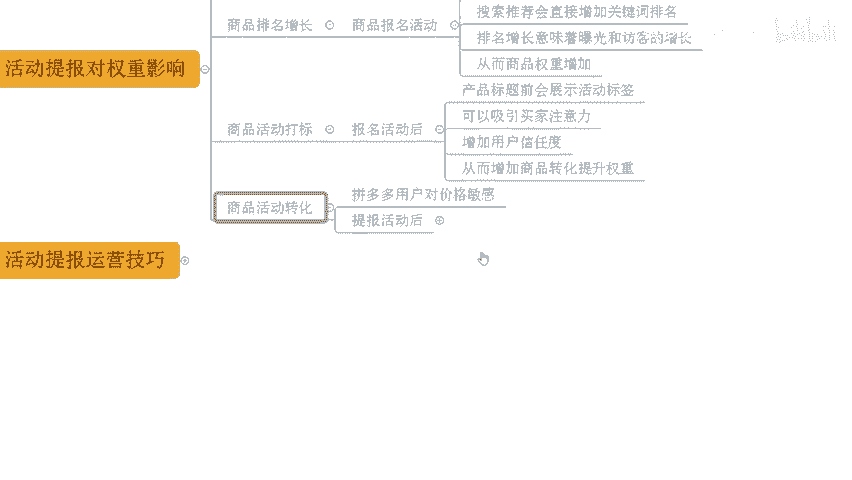 搜索推荐会直接增加关键词排名
商品排名增长 商品报名活动
排名增长意味着曝光和访客的增长
从而商品权重增加
活动提报对权重影响
产品标题前会展示活动标签
可以吸引买家注意力
商品活动打标 报名活动后
增加用户信任度
从而增加商品转化提升权重
拼多多用户对价格敏感
商品活动转化
提报活动后
活动提报运营技巧